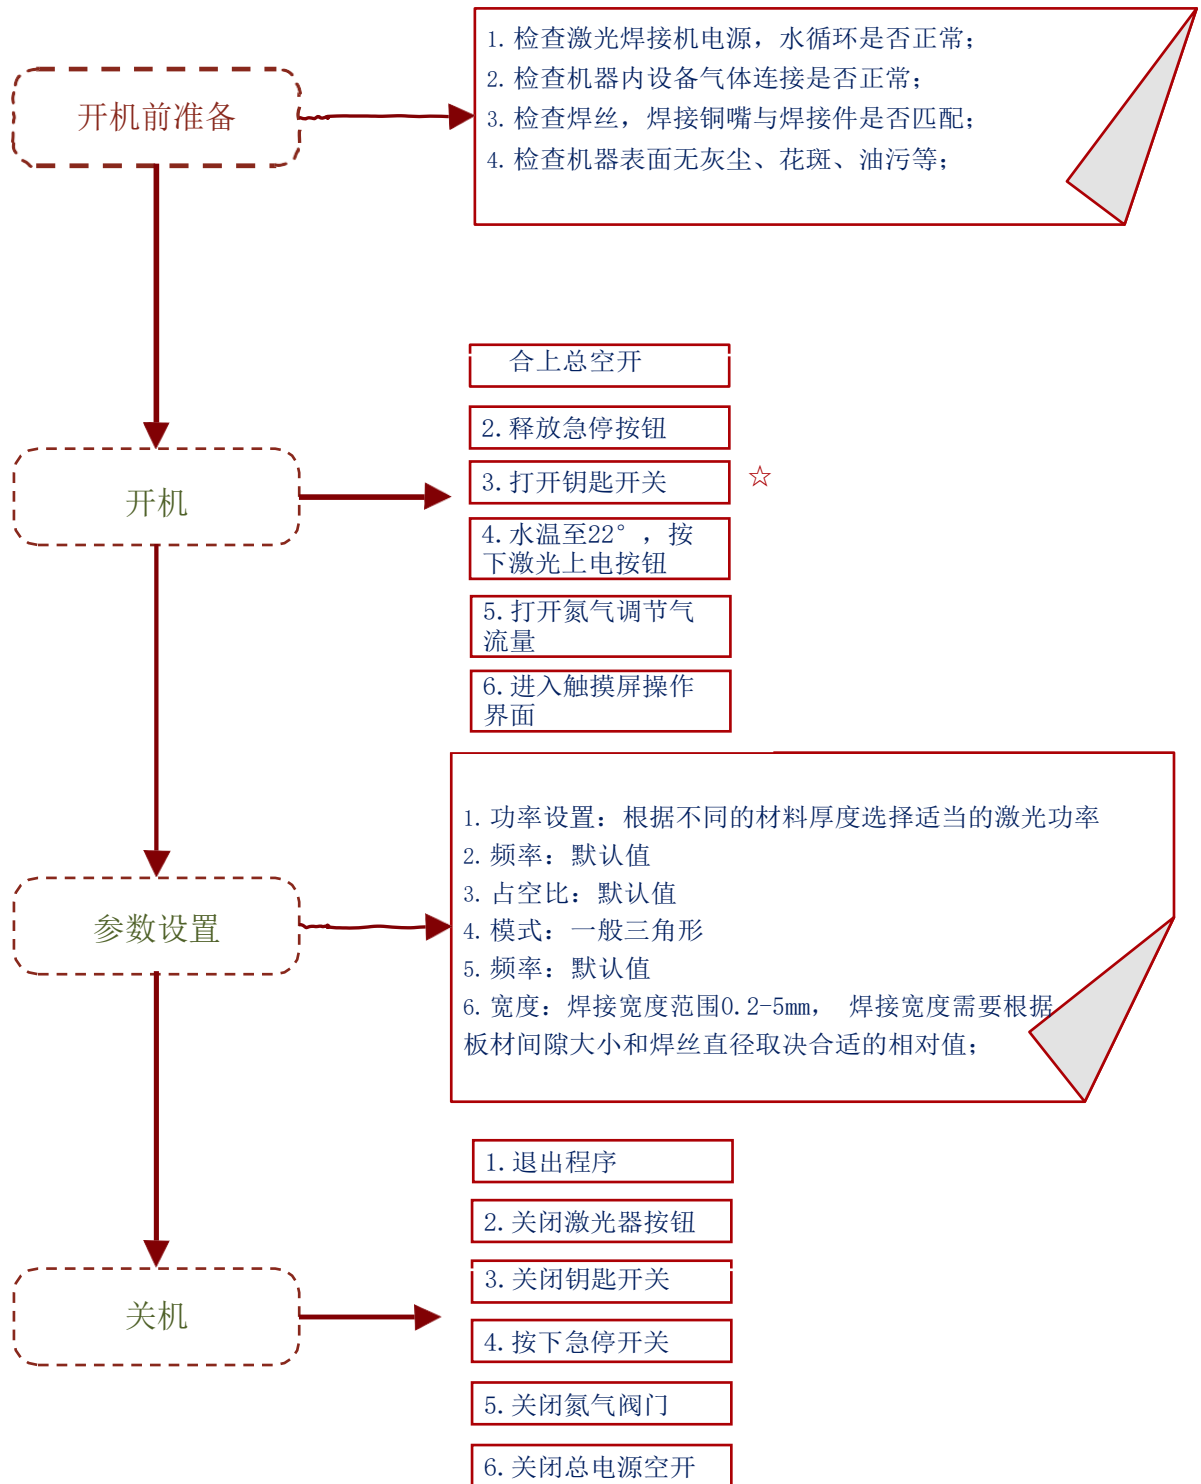 开机前准备
1.检查激光焊接机电源，水循环是否正常；
2.检查机器内设备气体连接是否正常；
3.检查焊丝，焊接铜嘴与焊接件是否匹配；
4.检查机器表面无灰尘、花斑、油污等；
开机
合上总空开
2.释放急停按钮
3.打开钥匙开关 ☆
4.水温至22°，按
下激光上电按钮
5.打开氮气调节气
流量
6.进入触摸屏操作
界面
参数设置
1.功率设置：根据不同的材料厚度选择适当的激光功率
2.频率：默认值
3.占空比：默认值
4.模式：一般三角形
5.频率：默认值
6.宽度：焊接宽度范围0.2-5mm， 焊接宽度需要根据
板材间隙大小和焊丝直径取决合适的相对值；
关机
1.退出程序
2.关闭激光器按钮
3.关闭钥匙开关
4.按下急停开关
5.关闭氮气阀门
6.关闭总电源空开